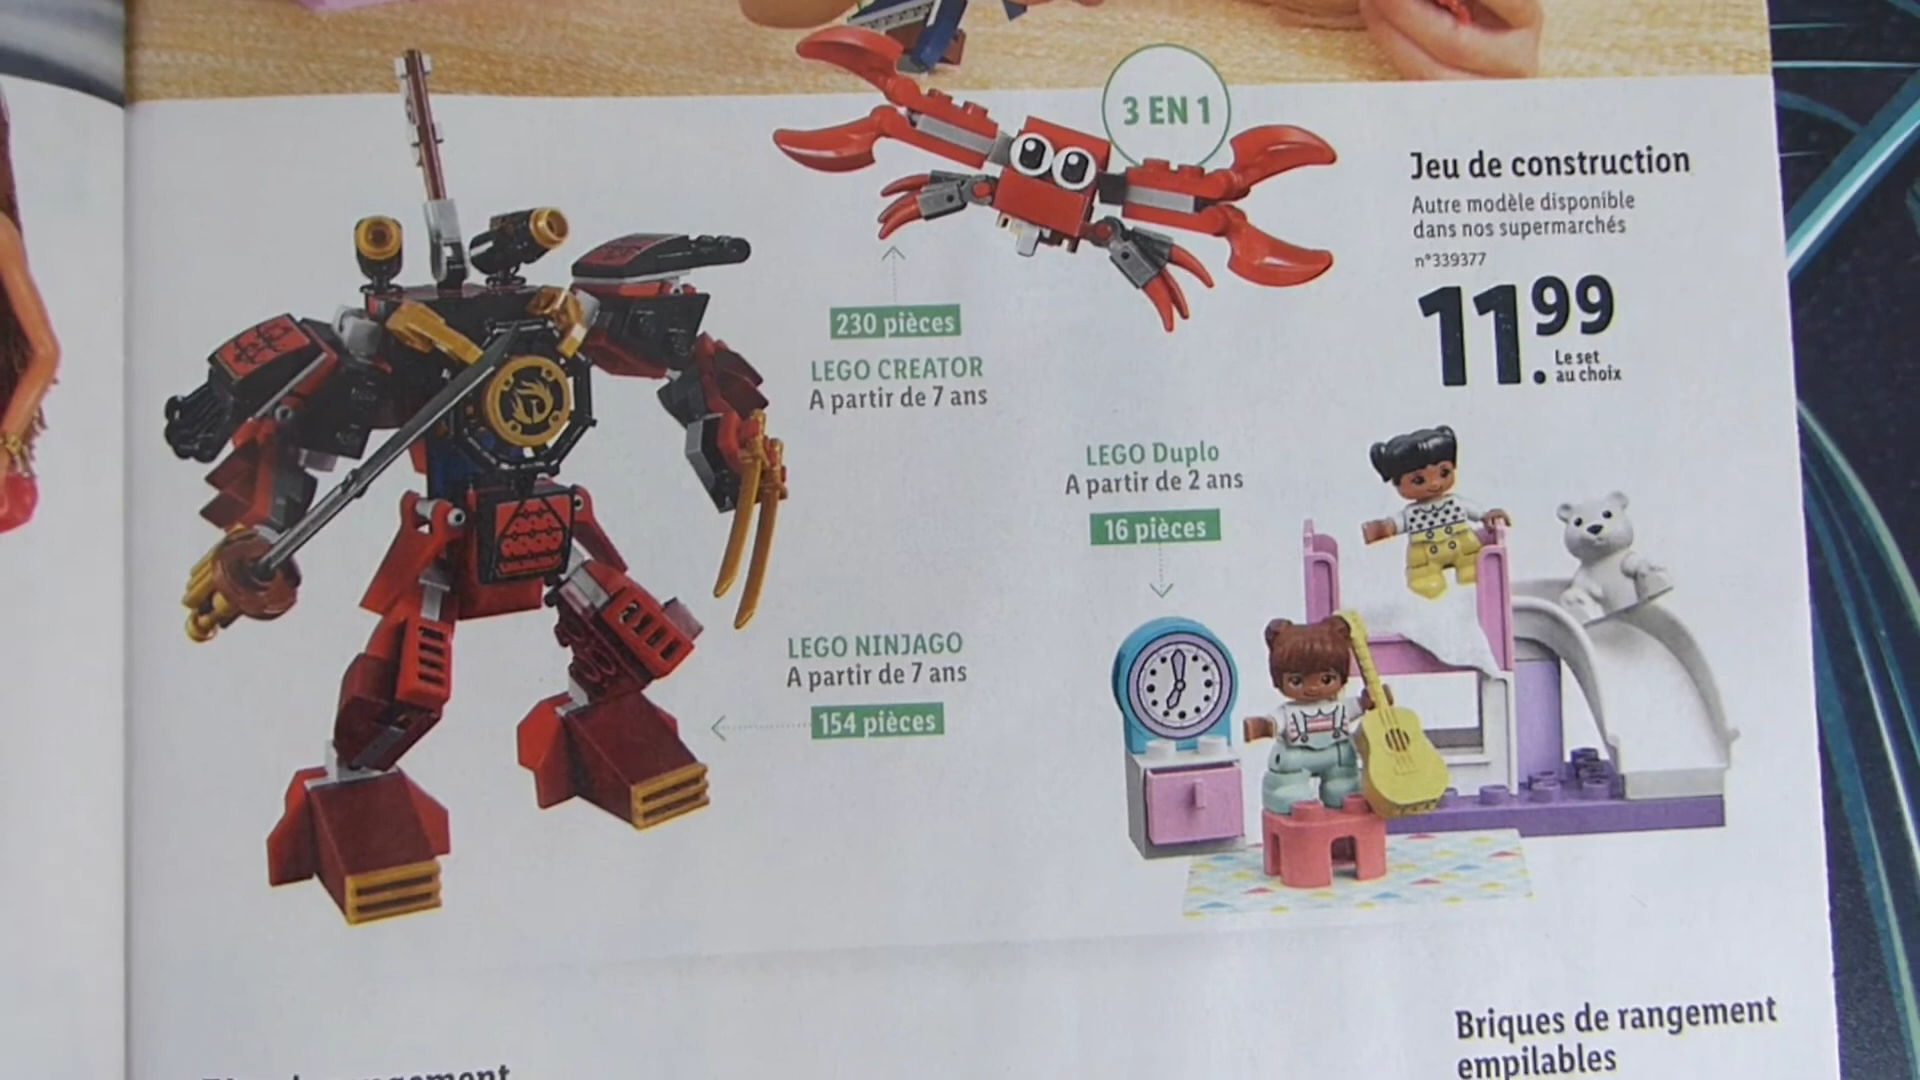 3 EN 1
Jeu de construction
Autre modèle disponible
dans nos supermarchés
n°339377
11.99
Le set
au choix
230 pièces
LEGO CREATOR
A partir de 7 ans
LEGO Duplo
A partir de 2 ans
16 pièces
LEGO NINJAGO
A partir de 7 ans
154 pièces
Briques de rangement
empilables